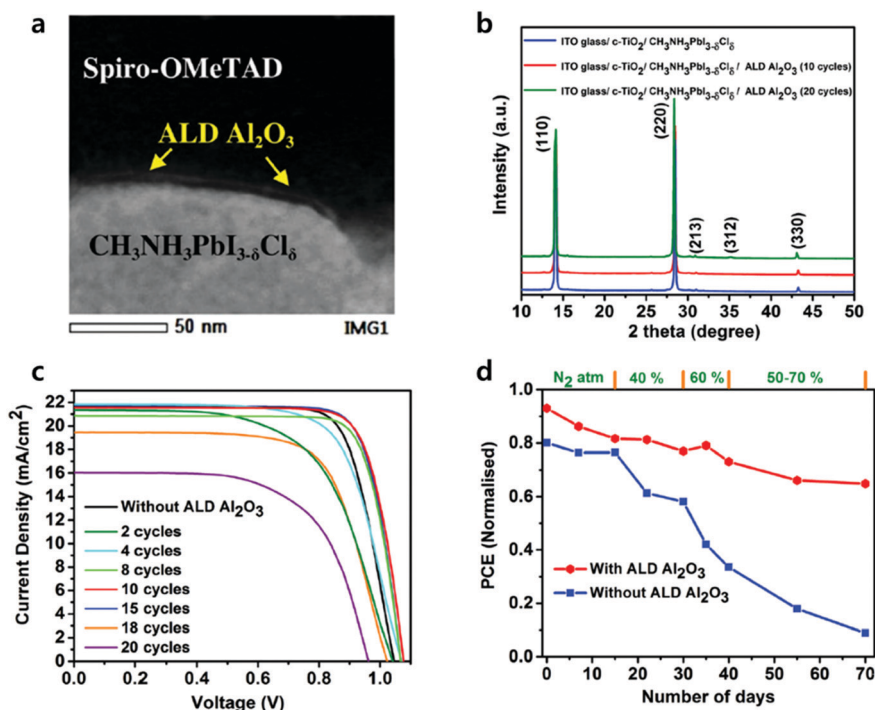 a
Spiro-OMeTAD
ALD Al₂O₃
CH₃NH₃PbI₃₋δClδ
50 nm
IMG1
b
ITO glass/ c-TiO₂/ CH₃NH₃PbI₃₋δClδ
ITO glass/ c-TiO₂/ CH₃NH₃PbI₃₋δClδ / ALD Al₂O₃ (10 cycles)
ITO glass/ c-TiO₂/ CH₃NH₃PbI₃₋δClδ / ALD Al₂O₃ (20 cycles)
Intensity (a.u.)
(110)
(220)
(213)
(312)
(330)
10 15 20 25 30 35 40 45 50
2 theta (degree)
c
Current Density (mA/cm²)
22
20
18
16
14
12
10
8
6
4
2
0
Without ALD Al₂O₃
2 cycles
4 cycles
8 cycles
10 cycles
15 cycles
18 cycles
20 cycles
0.0 0.2 0.4 0.6 0.8 1.0
Voltage (V)
d
N₂ atm 40 % 60 % 50-70 %
PCE (Normalised)
1.0
0.8
0.6
0.4
0.2
0.0
With ALD Al₂O₃
Without ALD Al₂O₃
0 10 20 30 40 50 60 70
Number of days